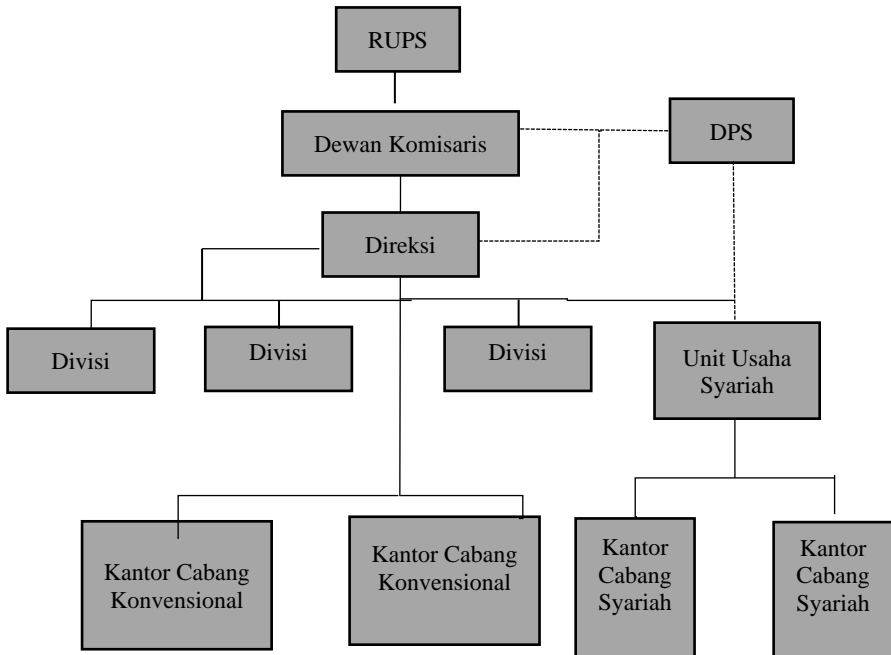 RUPS
Dewan Komisaris
DPS
Direksi
Divisi
Divisi
Divisi
Unit Usaha
Syariah
Kantor Cabang
Konvensional
Kantor Cabang
Konvensional
Kantor
Cabang
Syariah
Kantor
Cabang
Syariah